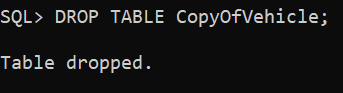 SQL> DROP TABLE CopyOfVehicle;
Table dropped.